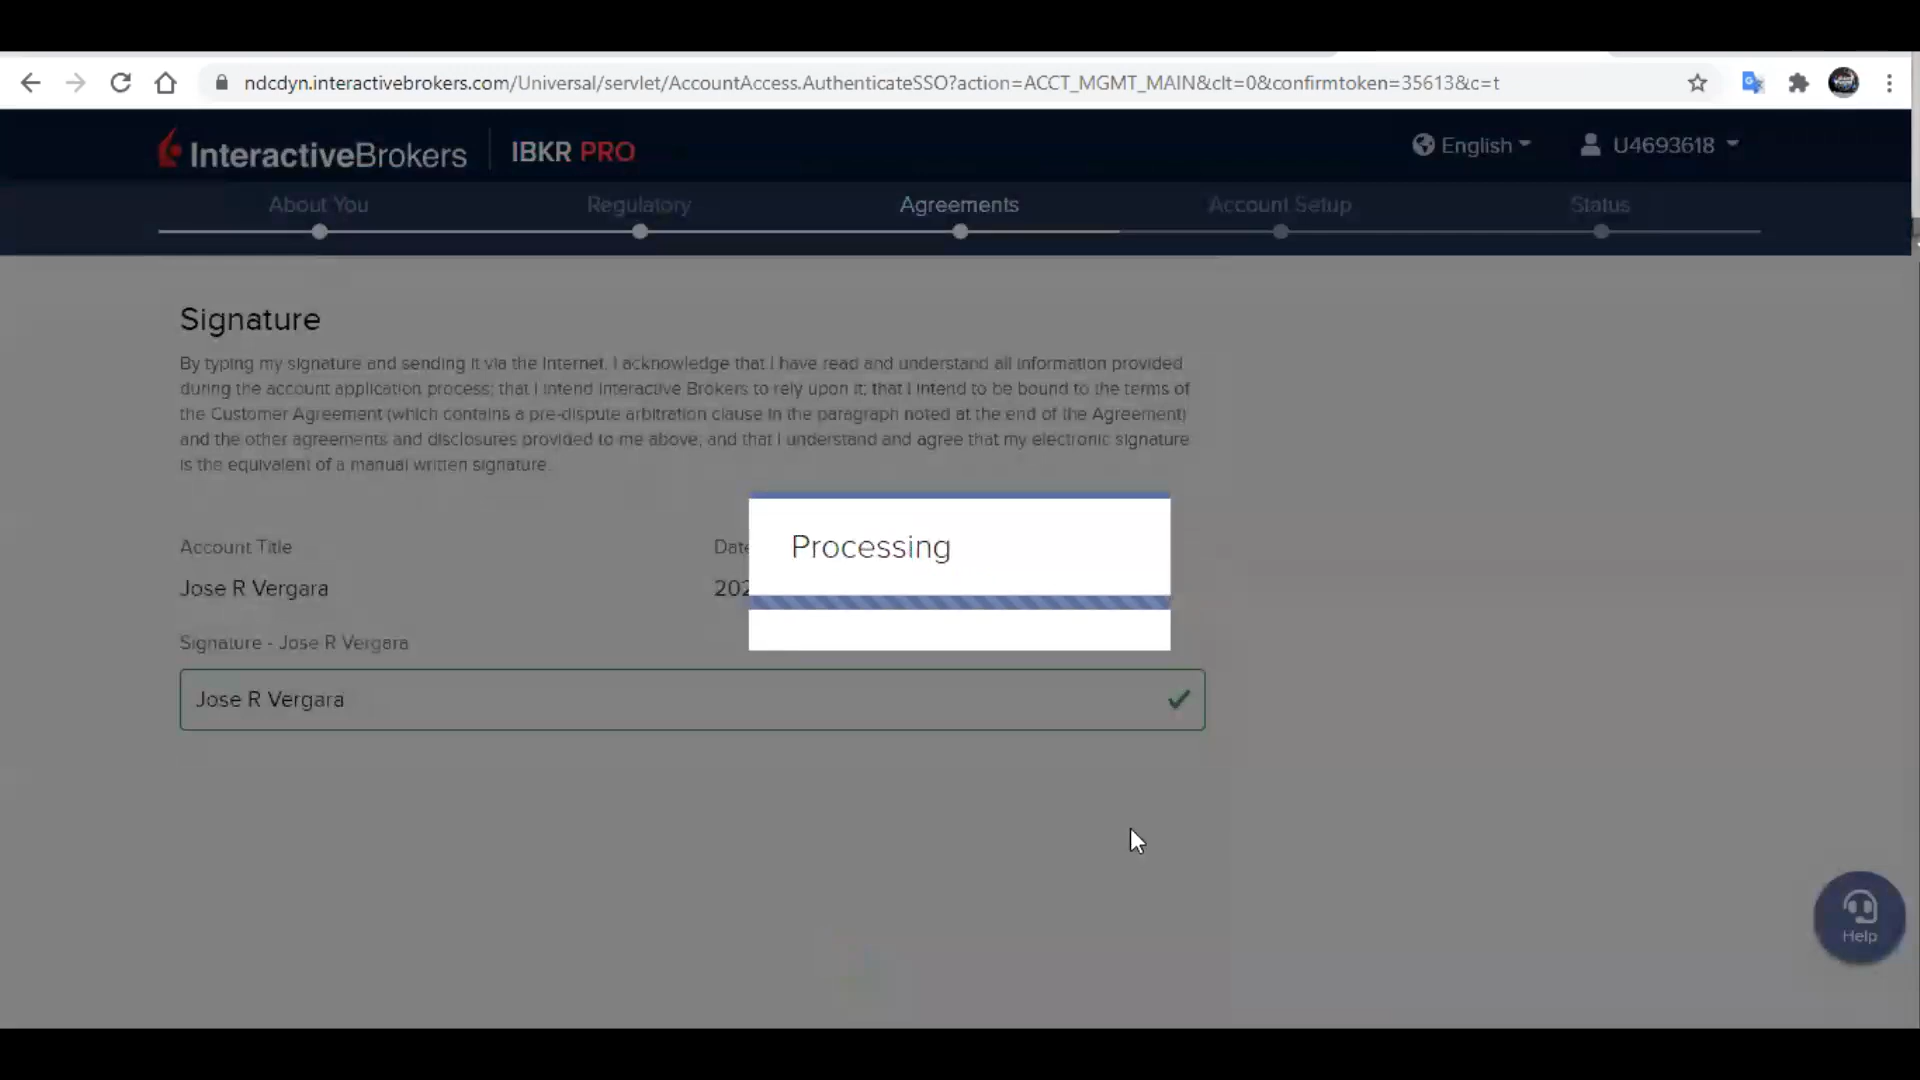 ndcdyn.interactivebrokers.com/Universal/servlet/AccountAccess.AuthenticateSSO?action=ACCT_MGMT_MAIN&clt=0&confirmtoken=35613&c=t
InteractiveBrokers IBKR PRO English U4693618
About You Regulatory Agreements Account Setup Status
Signature
By typing my signature and sending it via the Internet, I acknowledge that I have read and understand all information provided
during the account application process; that I intend Interactive Brokers to rely upon it; that I intend to be bound to the terms of
the Customer Agreement (which contains a pre-dispute arbitration clause in the paragraph noted at the end of the Agreement)
and the other agreements and disclosures provided to me above; and that I understand and agree that my electronic signature
is the equivalent of a manual written signature.
Processing
Account Title Date
Jose R Vergara 202
Signature - Jose R Vergara
Jose R Vergara
Help